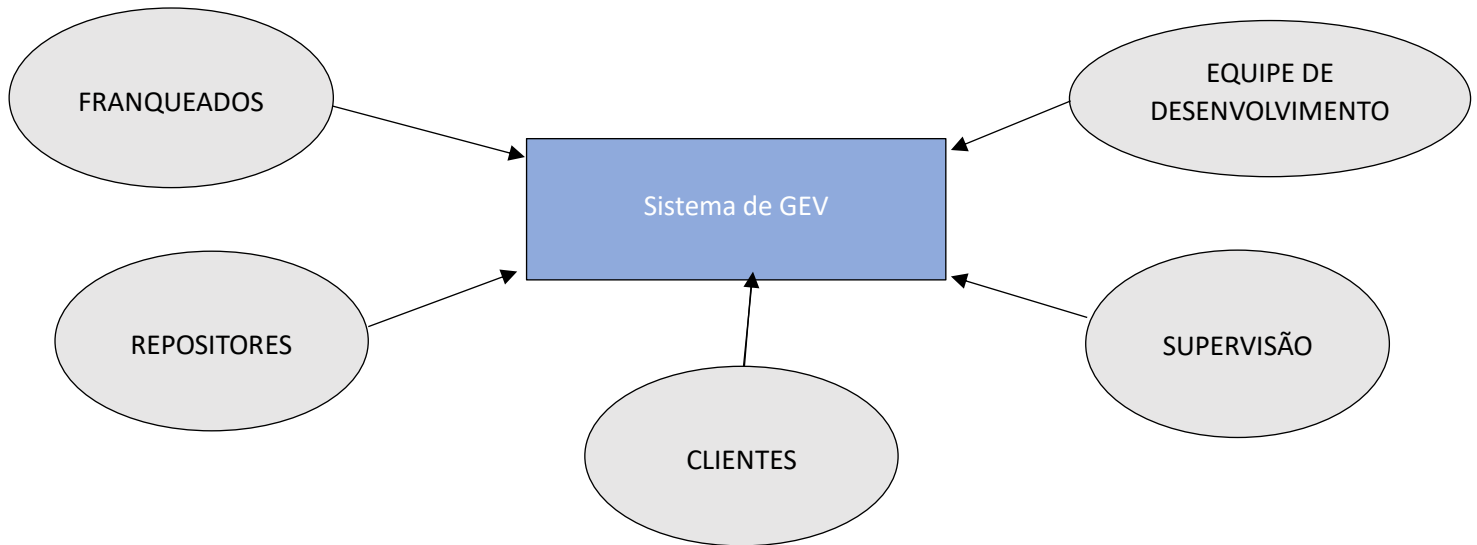 FRANQUEADOS
EQUIPE DE
DESENVOLVIMENTO
Sistema de GEV
REPOSITORES
SUPERVISÃO
CLIENTES